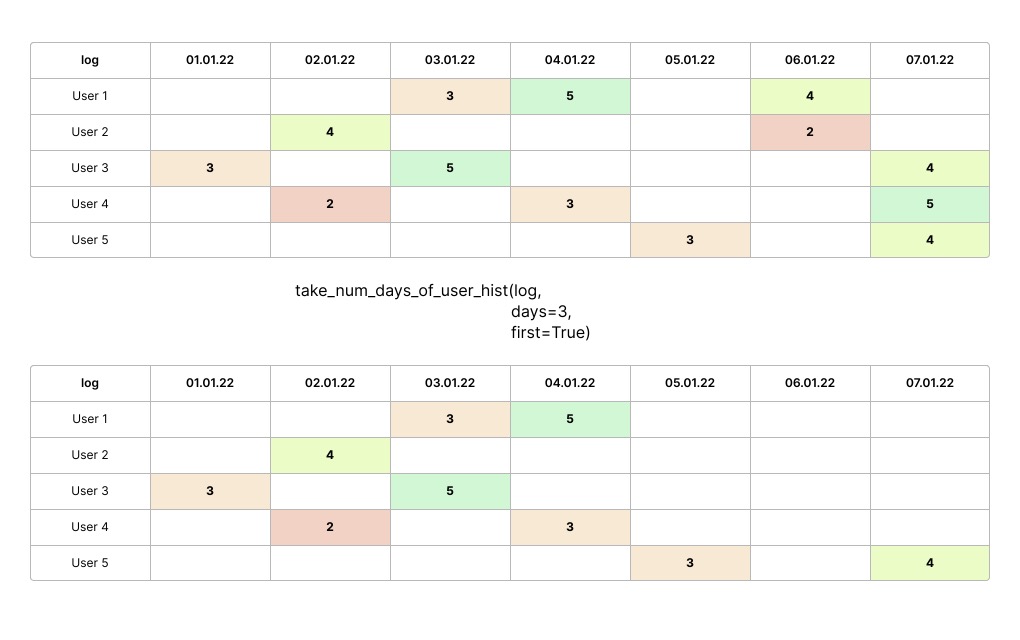 log 01.01.22 02.01.22 03.01.22 04.01.22 05.01.22 06.01.22 07.01.22
User 1 3 5 4
User 2 4 2
User 3 3 5 4
User 4 2 3 5
User 5 3 4
take_num_days_of_user_hist(log,
days=3,
first=True)
log 01.01.22 02.01.22 03.01.22 04.01.22 05.01.22 06.01.22 07.01.22
User 1 3 5
User 2 4
User 3 3 5
User 4 2 3
User 5 3 4